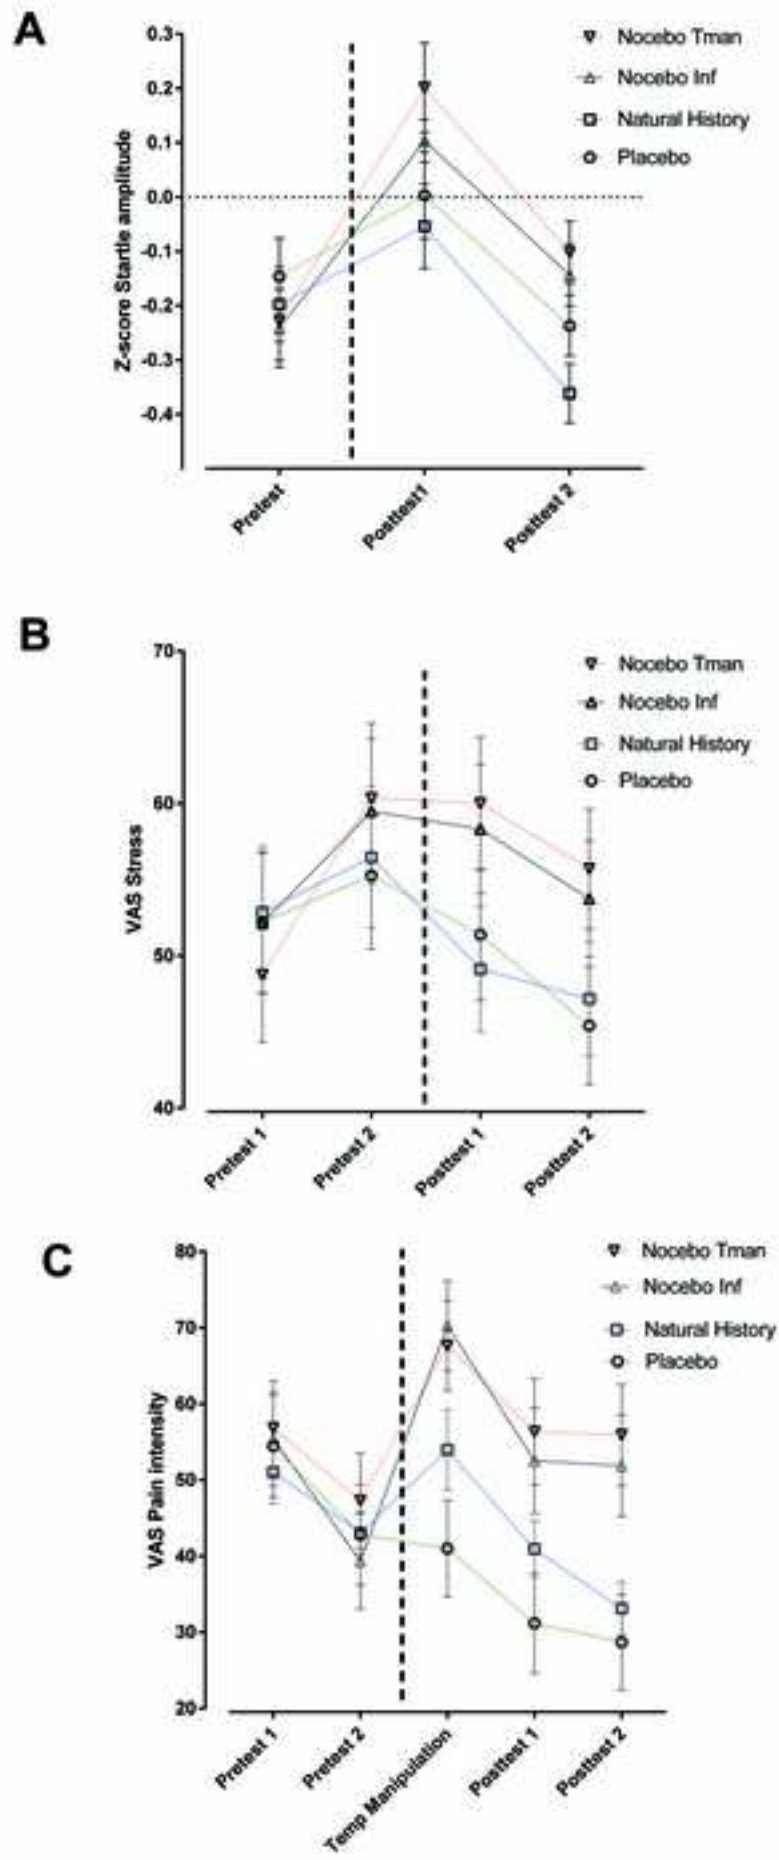 A
Z-score Startle amplitude
0.3
0.2
0.1
0.0
-0.1
-0.2
-0.3
-0.4
Pretest
Posttest1
Posttest 2
Nocebo Tman
Nocebo Inf
Natural History
Placebo
B
VAS Stress
70
60
50
40
Pretest 1
Pretest 2
Posttest 1
Posttest 2
Nocebo Tman
Nocebo Inf
Natural History
Placebo
C
VAS Pain intensity
80
70
60
50
40
30
20
Pretest 1
Pretest 2
Temp Manipulation
Posttest 1
Posttest 2
Nocebo Tman
Nocebo Inf
Natural History
Placebo